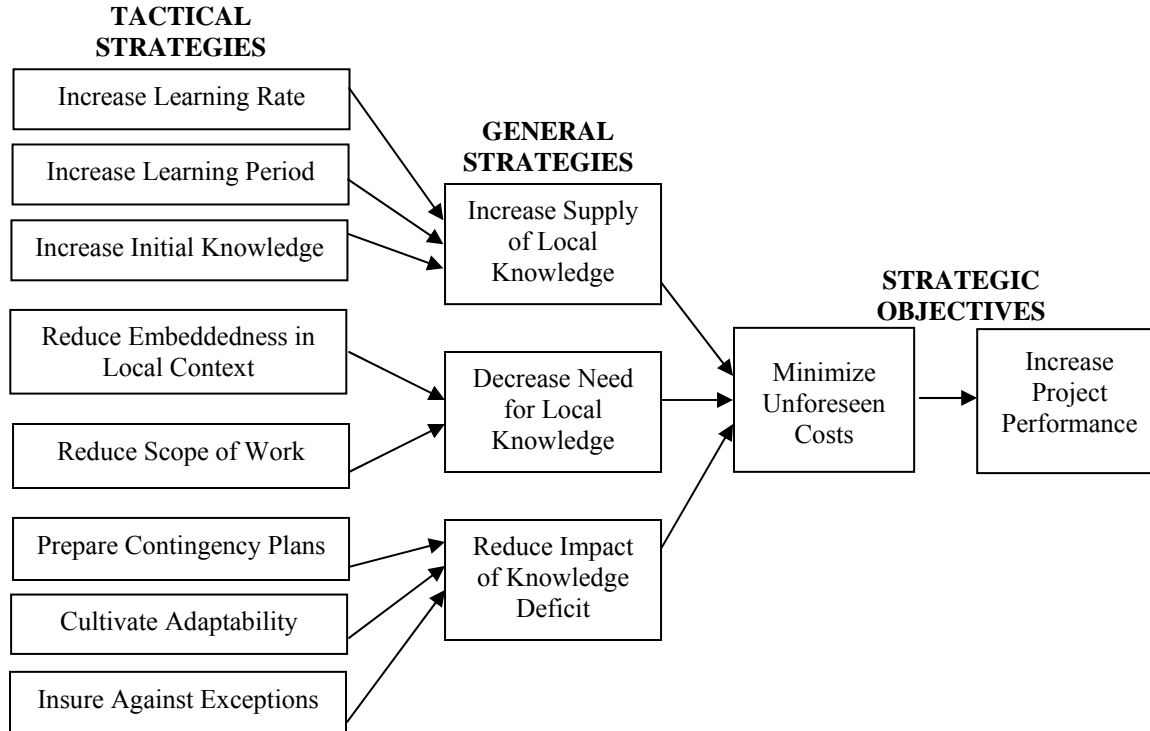 TACTICAL
STRATEGIES
Increase Learning Rate
Increase Learning Period
Increase Initial Knowledge
Reduce Embeddedness in
Local Context
Reduce Scope of Work
Prepare Contingency Plans
Cultivate Adaptability
Insure Against Exceptions
GENERAL
STRATEGIES
Increase Supply
of Local
Knowledge
Decrease Need
for Local
Knowledge
Reduce Impact
of Knowledge
Deficit
STRATEGIC
OBJECTIVES
Minimize
Unforeseen
Costs
Increase
Project
Performance